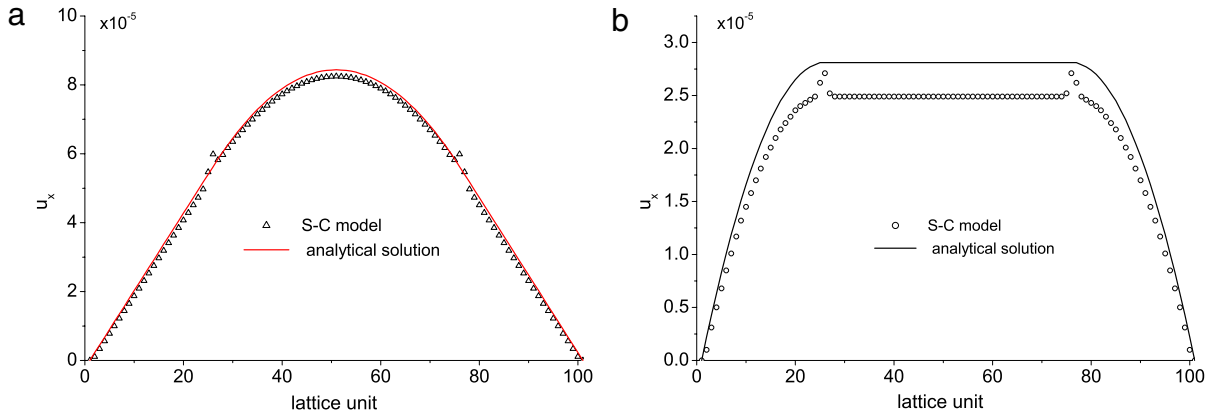 a
x10⁻⁵
10
8
6
4
2
0
u_x
S-C model
analytical solution
0 20 40 60 80 100
lattice unit
b
x10⁻⁵
3.0
2.5
2.0
1.5
1.0
0.5
0.0
u_x
S-C model
analytical solution
0 20 40 60 80 100
lattice unit